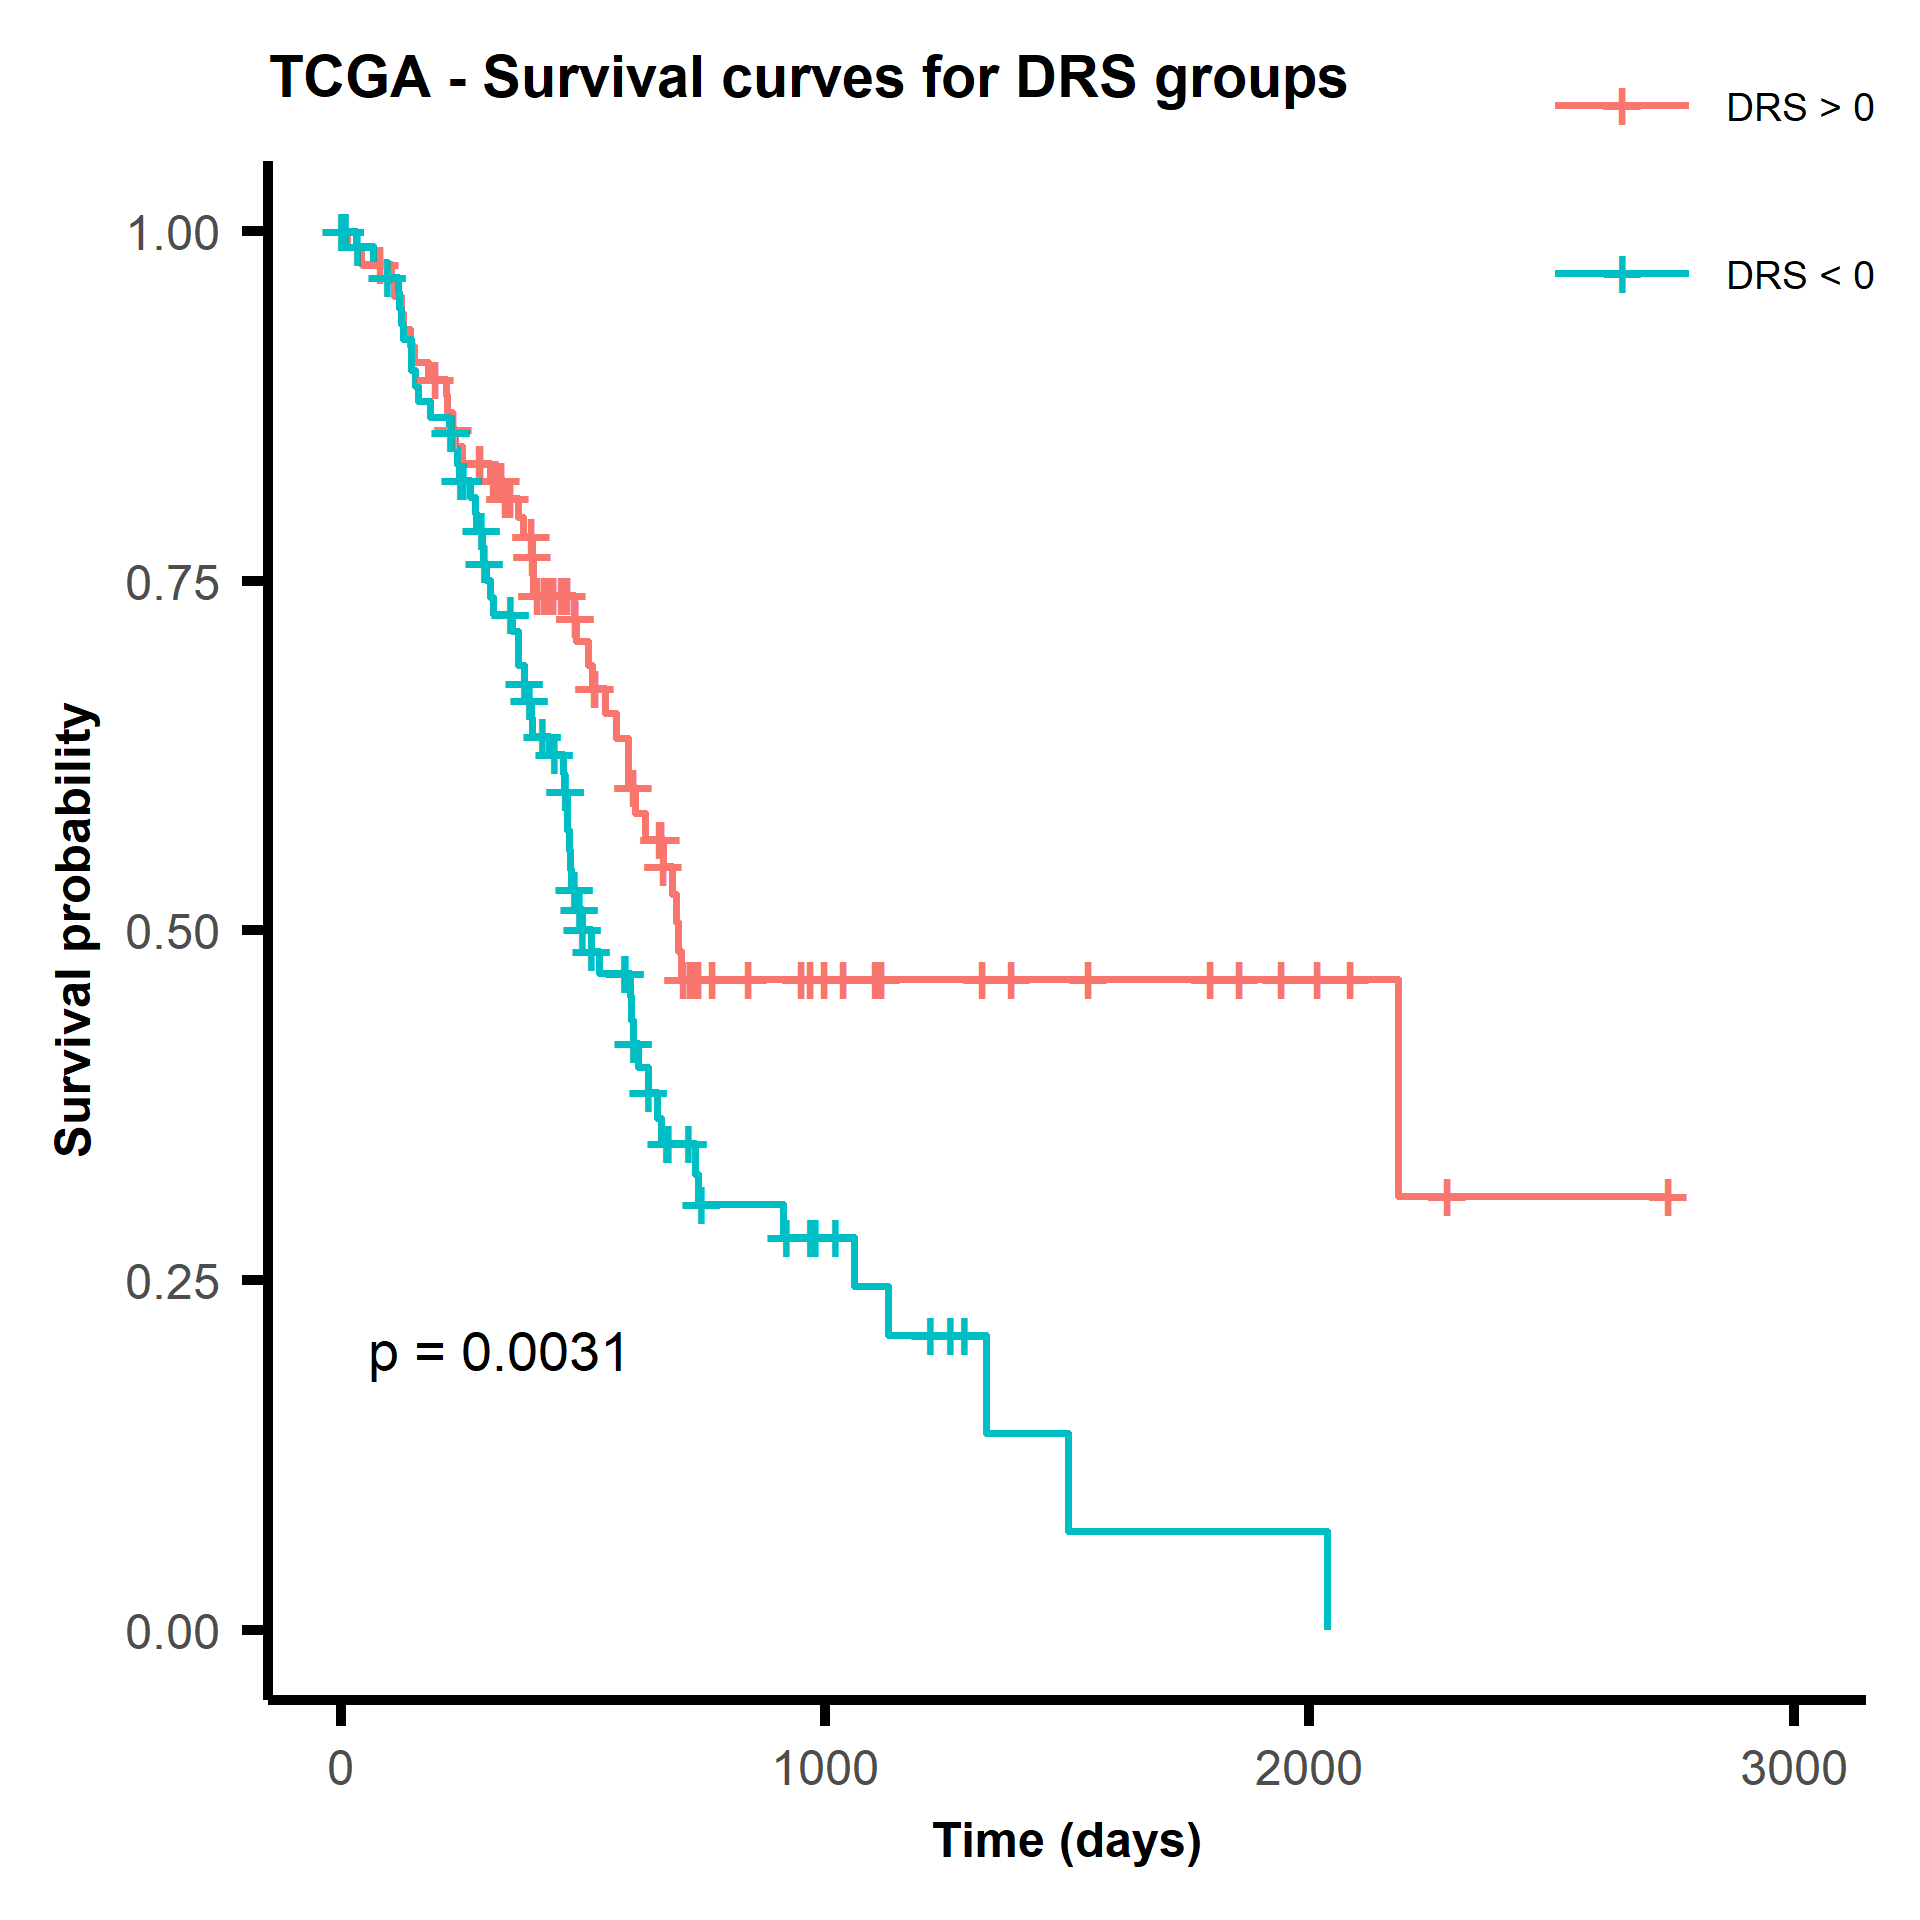 TCGA - Survival curves for DRS groups
DRS > 0
DRS < 0
Survival probability
1.00
0.75
0.50
0.25
0.00
p = 0.0031
0 1000 2000 3000
Time (days)